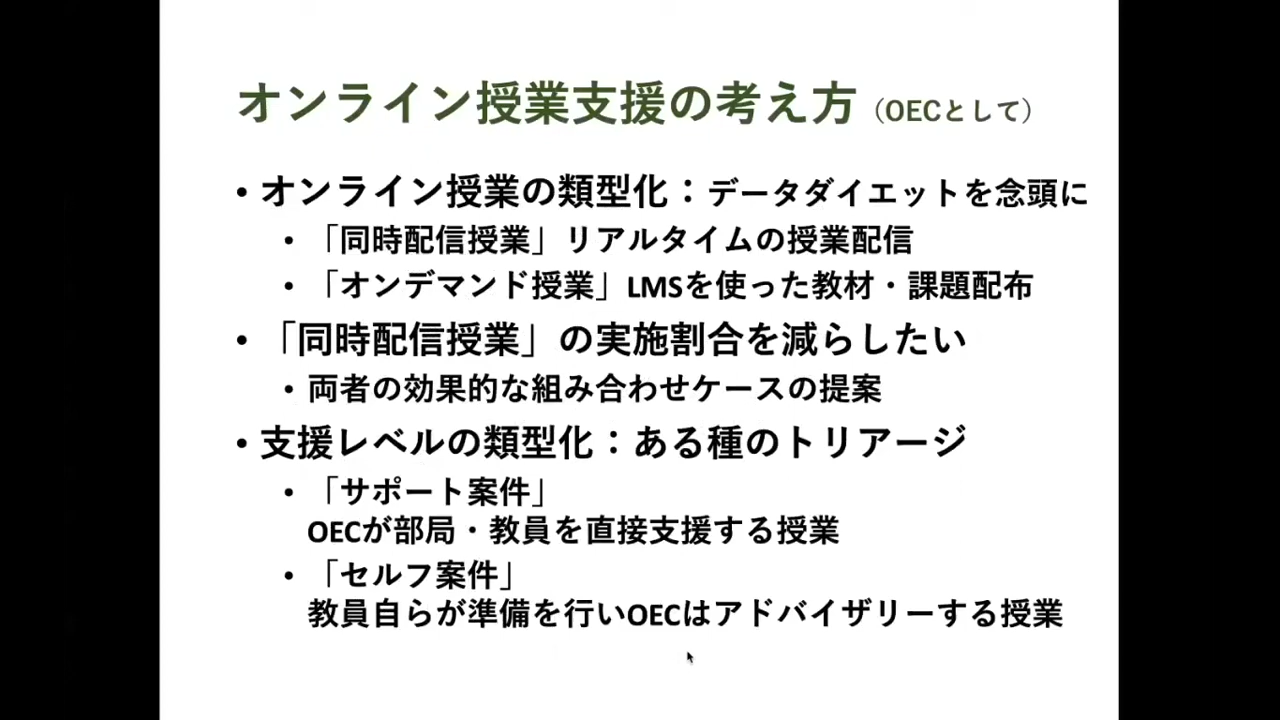 オンライン授業支援の考え方（OECとして）
• オンライン授業の類型化：データダイエットを念頭に
• 「同時配信授業」リアルタイムの授業配信
• 「オンデマンド授業」LMSを使った教材・課題配布
• 「同時配信授業」の実施割合を減らしたい
• 両者の効果的な組み合わせケースの提案
• 支援レベルの類型化：ある種のトリアージ
• 「サポート案件」
OECが部局・教員を直接支援する授業
• 「セルフ案件」
教員自らが準備を行いOECはアドバイザリーする授業